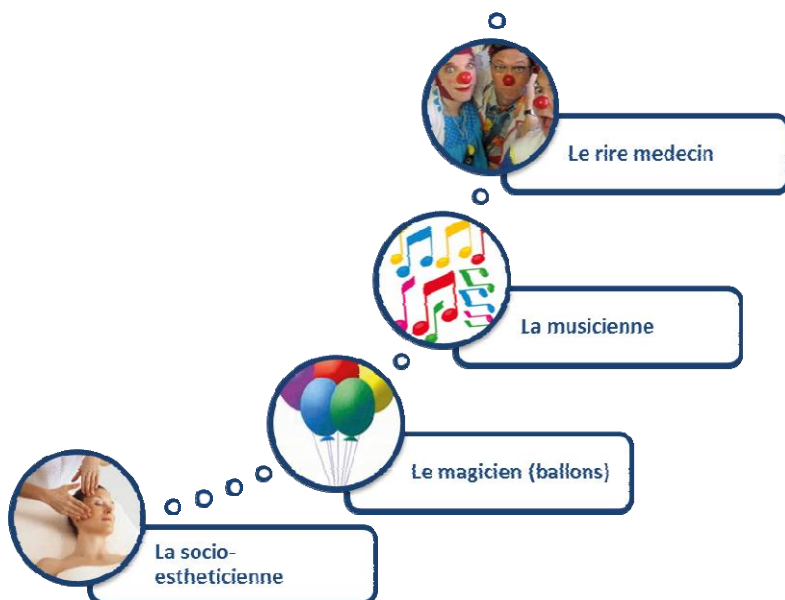 Le rire medecin
La musicienne
Le magicien (ballons)
La socio-
estheticienne